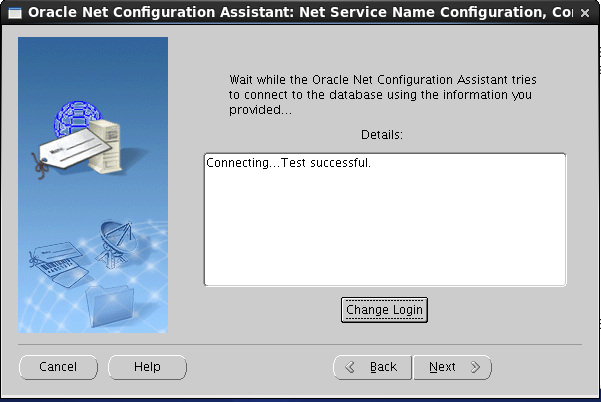 Oracle Net Configuration Assistant: Net Service Name Configuration, Co
Wait while the Oracle Net Configuration Assistant tries
to connect to the database using the information you
provided...
Details:
Connecting...Test successful.
Change Login
Cancel
Help
Back
Next